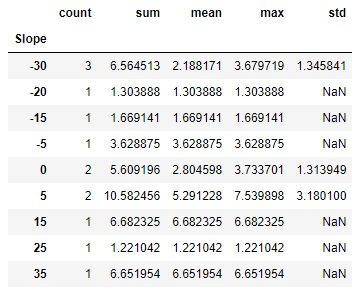 count sum mean max std
Slope
-30 3 6.564513 2.188171 3.679719 1.345841
-20 1 1.303888 1.303888 1.303888 NaN
-15 1 1.669141 1.669141 1.669141 NaN
-5 1 3.628875 3.628875 3.628875 NaN
0 2 5.609196 2.804598 3.733701 1.313949
5 2 10.582456 5.291228 7.539898 3.180100
15 1 6.682325 6.682325 6.682325 NaN
25 1 1.221042 1.221042 1.221042 NaN
35 1 6.651954 6.651954 6.651954 NaN